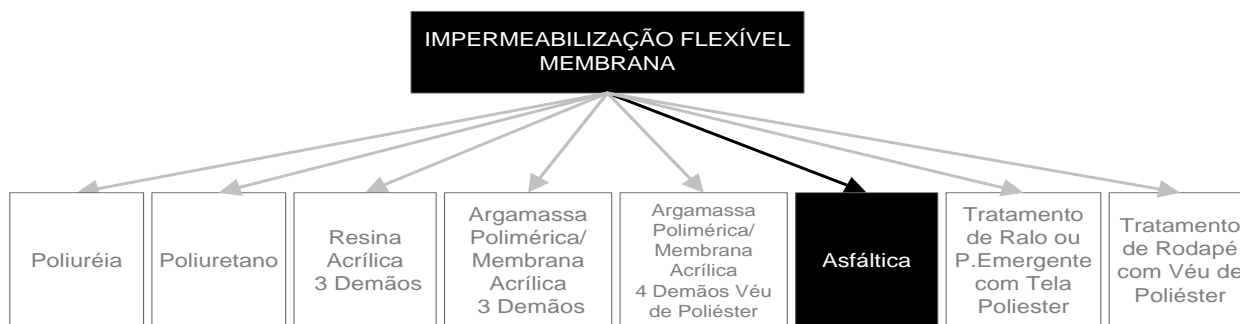 IMPERMEABILIZAÇÃO FLEXÍVEL
MEMBRANA
Poliuréia
Poliuretano
Resina
Acrílica
3 Demãos
Argamassa
Polimérica/
Membrana
Acrílica
3 Demãos
Argamassa
Polimérica/
Membrana
Acrílica
4 Demãos Véu
de Poliéster
Asfáltica
Tratamento
de Ralo ou
P.Emergente
com Tela
Poliester
Tratamento
de Rodapé
com Véu de
Poliéster